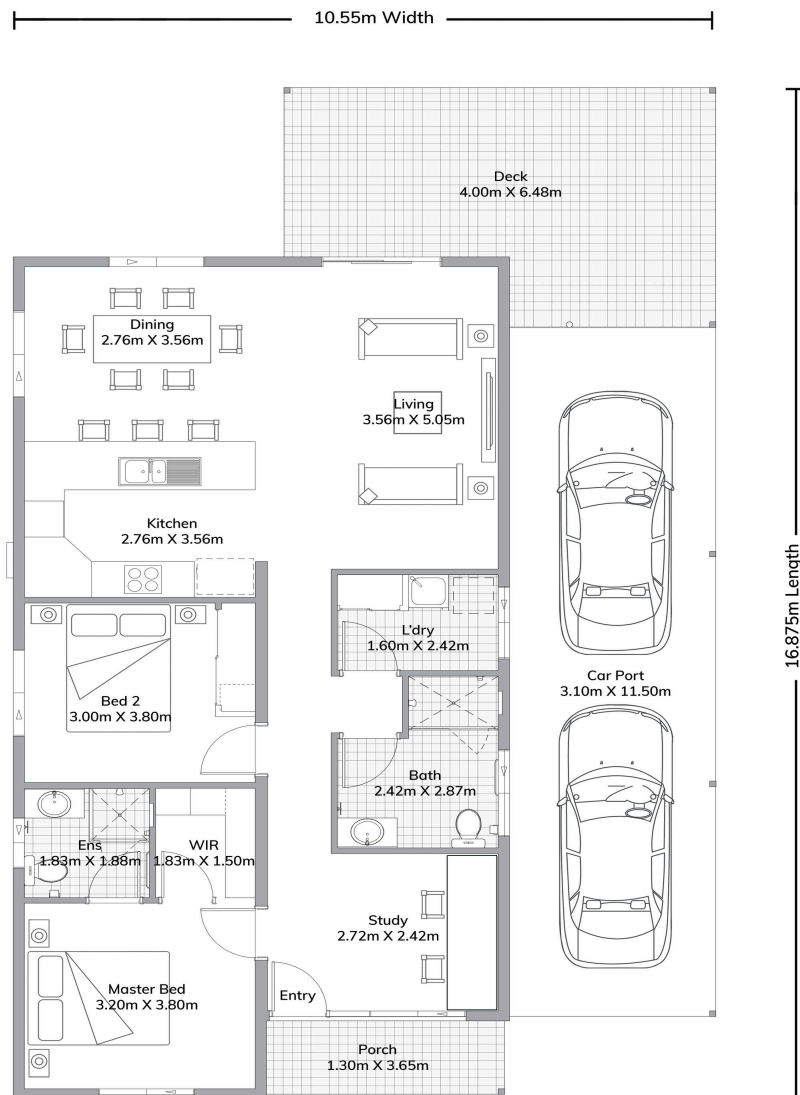 10.55m Width
Deck
4.00m X 6.48m
Dining
2.76m X 3.56m
Living
3.56m X 5.05m
Kitchen
2.76m X 3.56m
16.875m Length
L'dry
1.60m X 2.42m
Car Port
3.10m X 11.50m
Bed 2
3.00m X 3.80m
Bath
2.42m X 2.87m
Ens
1.83m X 1.88m
WIR
1.83m X 1.50m
Study
2.72m X 2.42m
Master Bed
3.20m X 3.80m
Entry
Porch
1.30m X 3.65m